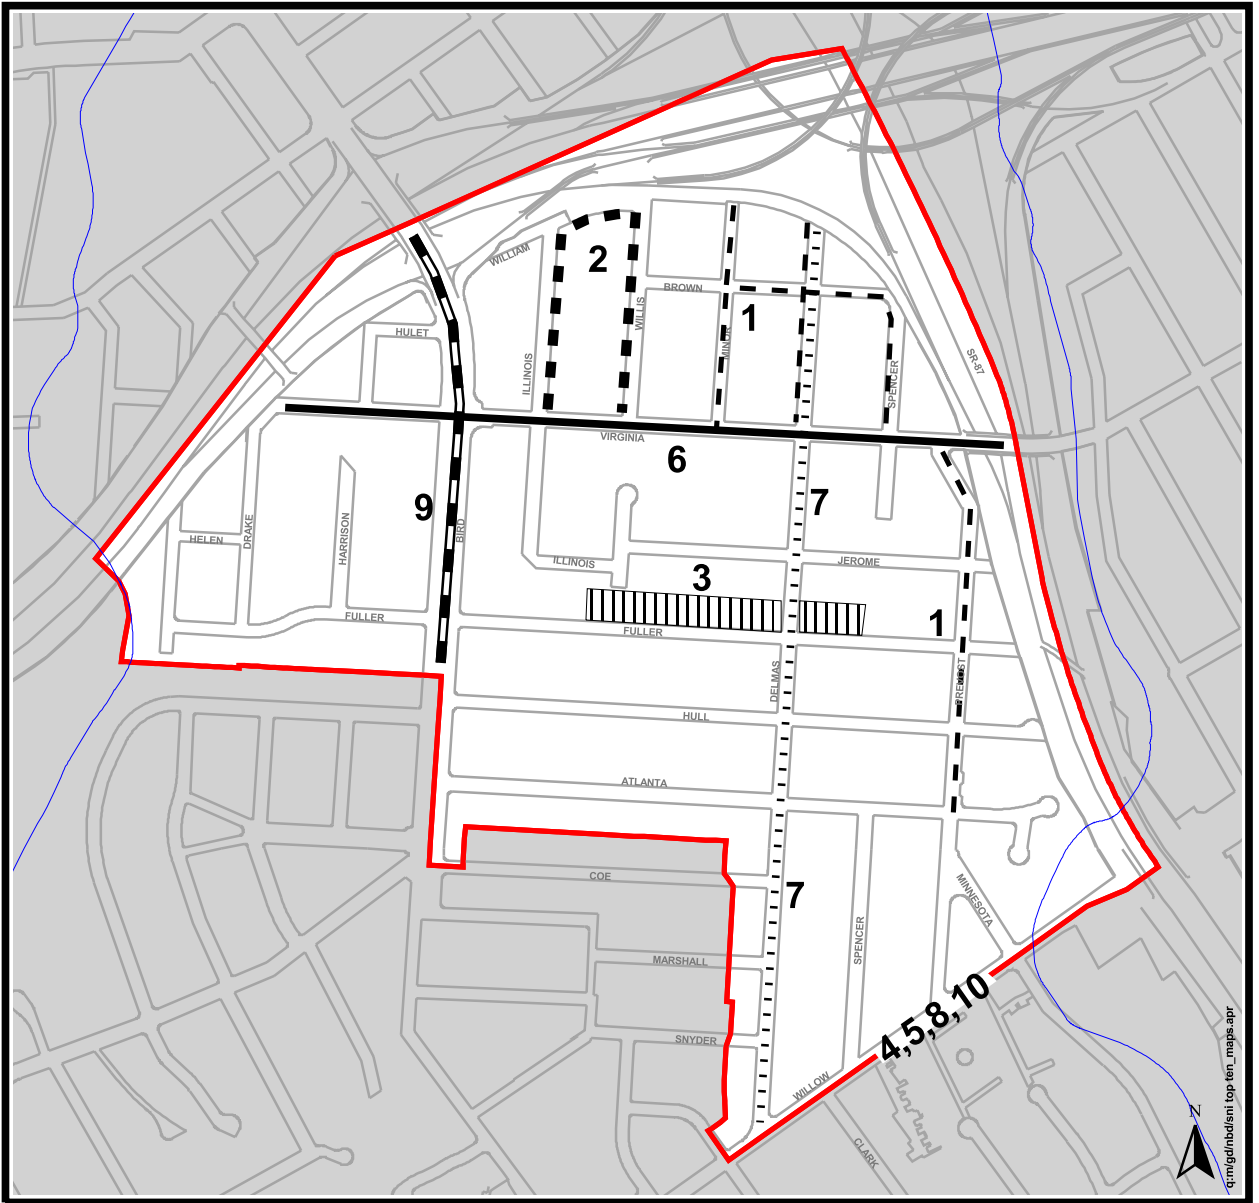 WILLIAM
2
BROWN
WILLIS
1
MINOR
HULET
ILLINOIS
SPENCER
SR-87
VIRGINIA
6
9
7
BIRD
DRAKE
HARRISON
HELEN
ILLINOIS
JEROME
3
FULLER
FULLER
1
DELMAS
PREVOST
HULL
ATLANTA
COE
7
MINNESOTA
SPENCER
MARSHALL
4,5,8,10
SNYDER
WILLOW
CLARK
N
q:m/gd/nbd/sni top ten_maps.apr